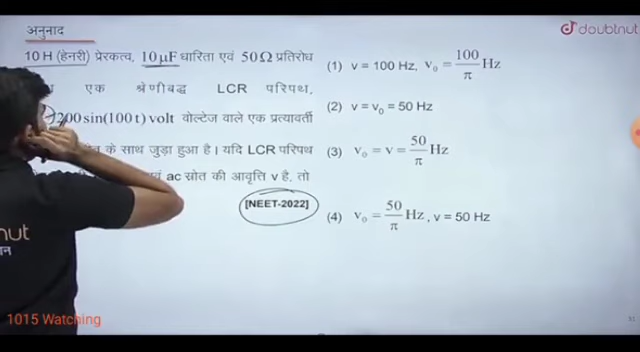 अनुनाद
doubtnut
10 H (हेनरी) प्रेरकत्व, 10 μF धारिता एवं 50 Ω प्रतिरोध
एक श्रेणीबद्ध LCR परिपथ,
200 sin(100 t) volt वोल्टेज वाले एक प्रत्यावर्ती
के साथ जुड़ा हुआ है। यदि LCR परिपथ
ac स्रोत की आवृत्ति v है, तो
[NEET-2022]
(1) v = 100 Hz, v₀ = 100/π Hz
(2) v = v₀ = 50 Hz
(3) v₀ = v = 50/π Hz
(4) v₀ = 50/π Hz, v = 50 Hz
nut
1015 Watching